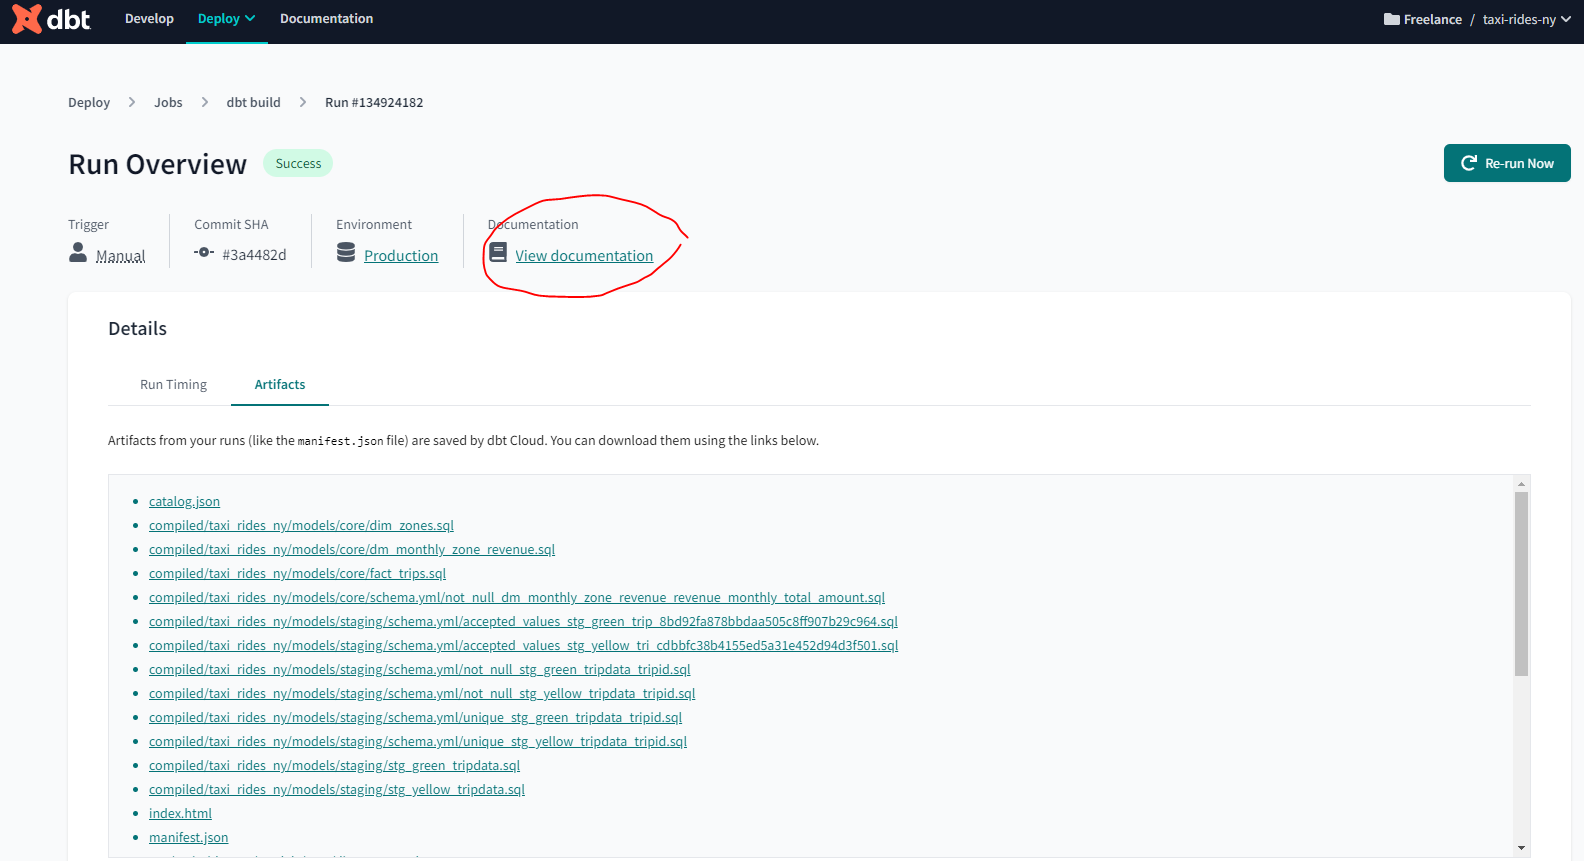 dbt Develop Deploy Documentation Freelance / taxi-rides-ny
Deploy > Jobs > dbt build > Run #134924182
Run Overview Success Re-run Now
Trigger Commit SHA Environment Documentation
Manual #3a4482d Production View documentation
Details
Run Timing Artifacts
Artifacts from your runs (like the manifest.json file) are saved by dbt Cloud. You can download them using the links below.
catalog.json
compiled/taxi_rides_ny/models/core/dim_zones.sql
compiled/taxi_rides_ny/models/core/dm_monthly_zone_revenue.sql
compiled/taxi_rides_ny/models/core/fact_trips.sql
compiled/taxi_rides_ny/models/core/schema.yml/not_null_dm_monthly_zone_revenue_revenue_monthly_total_amount.sql
compiled/taxi_rides_ny/models/staging/schema.yml/accepted_values_stg_green_trip_8bd92fa878bbdaa505c8ff907b29c964.sql
compiled/taxi_rides_ny/models/staging/schema.yml/accepted_values_stg_yellow_tri_cdbbfc38b4155ed5a31e452d94d3f501.sql
compiled/taxi_rides_ny/models/staging/schema.yml/not_null_stg_green_tripdata_tripid.sql
compiled/taxi_rides_ny/models/staging/schema.yml/not_null_stg_yellow_tripdata_tripid.sql
compiled/taxi_rides_ny/models/staging/schema.yml/unique_stg_green_tripdata_tripid.sql
compiled/taxi_rides_ny/models/staging/schema.yml/unique_stg_yellow_tripdata_tripid.sql
compiled/taxi_rides_ny/models/staging/stg_green_tripdata.sql
compiled/taxi_rides_ny/models/staging/stg_yellow_tripdata.sql
index.html
manifest.json